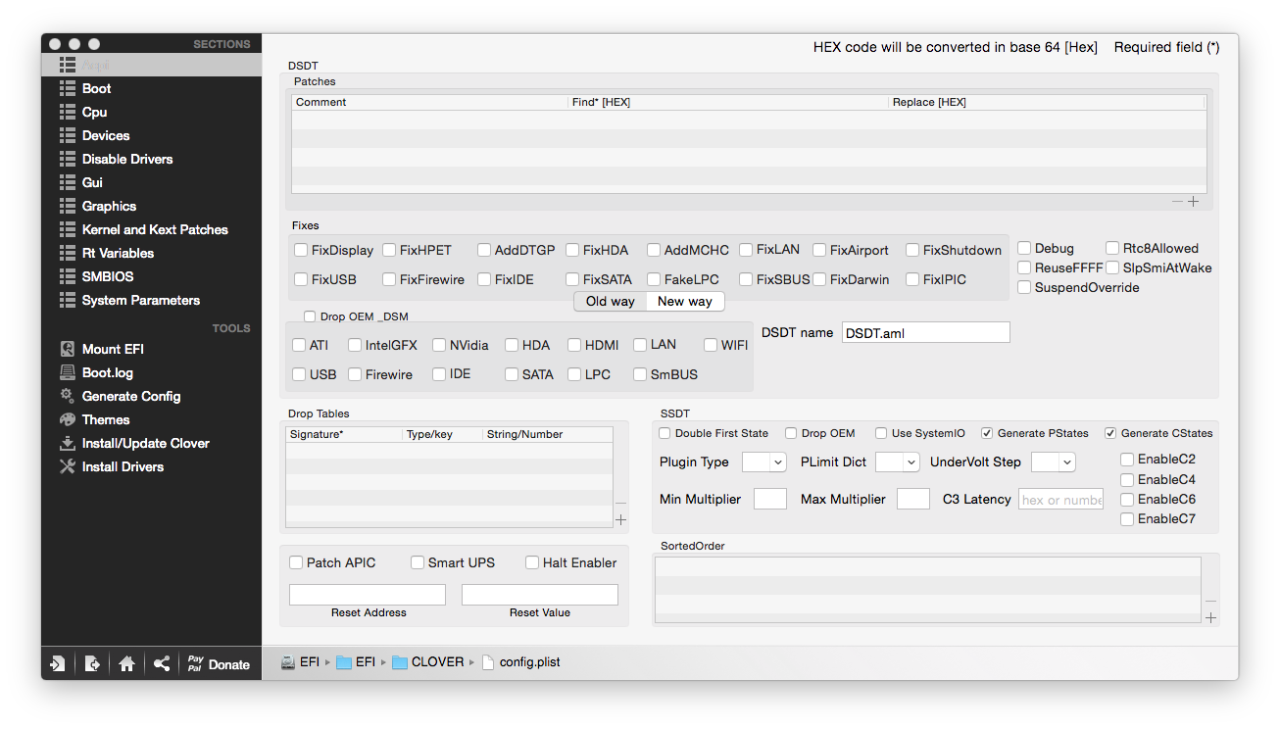 SECTIONS
Acpi
Boot
Cpu
Devices
Disable Drivers
Gui
Graphics
Kernel and Kext Patches
Rt Variables
SMBIOS
System Parameters
TOOLS
Mount EFI
Boot.log
Generate Config
Themes
Install/Update Clover
Install Drivers
Pay Pal Donate
HEX code will be converted in base 64 [Hex] Required field (*)
DSDT
Patches
Comment Find* [HEX] Replace [HEX]
Fixes
FixDisplay FixHPET AddDTGP FixHDA AddMCHC FixLAN FixAirport FixShutdown
FixUSB FixFirewire FixIDE FixSATA FakeLPC FixSBUS FixDarwin FixIPIC
Debug Rtc8Allowed
ReuseFFFF SlpSmiAtWake
SuspendOverride
Old way New way
Drop OEM _DSM
ATI IntelGFX NVidia HDA HDMI LAN WIFI
USB Firewire IDE SATA LPC SmBUS
DSDT name DSDT.aml
Drop Tables
Signature* Type/key String/Number
Patch APIC Smart UPS Halt Enabler
Reset Address Reset Value
SSDT
Double First State Drop OEM Use SystemIO Generate PStates Generate CStates
Plugin Type PLimit Dict UnderVolt Step
Min Multiplier Max Multiplier C3 Latency hex or numbe
EnableC2
EnableC4
EnableC6
EnableC7
SortedOrder
EFI EFI CLOVER config.plist